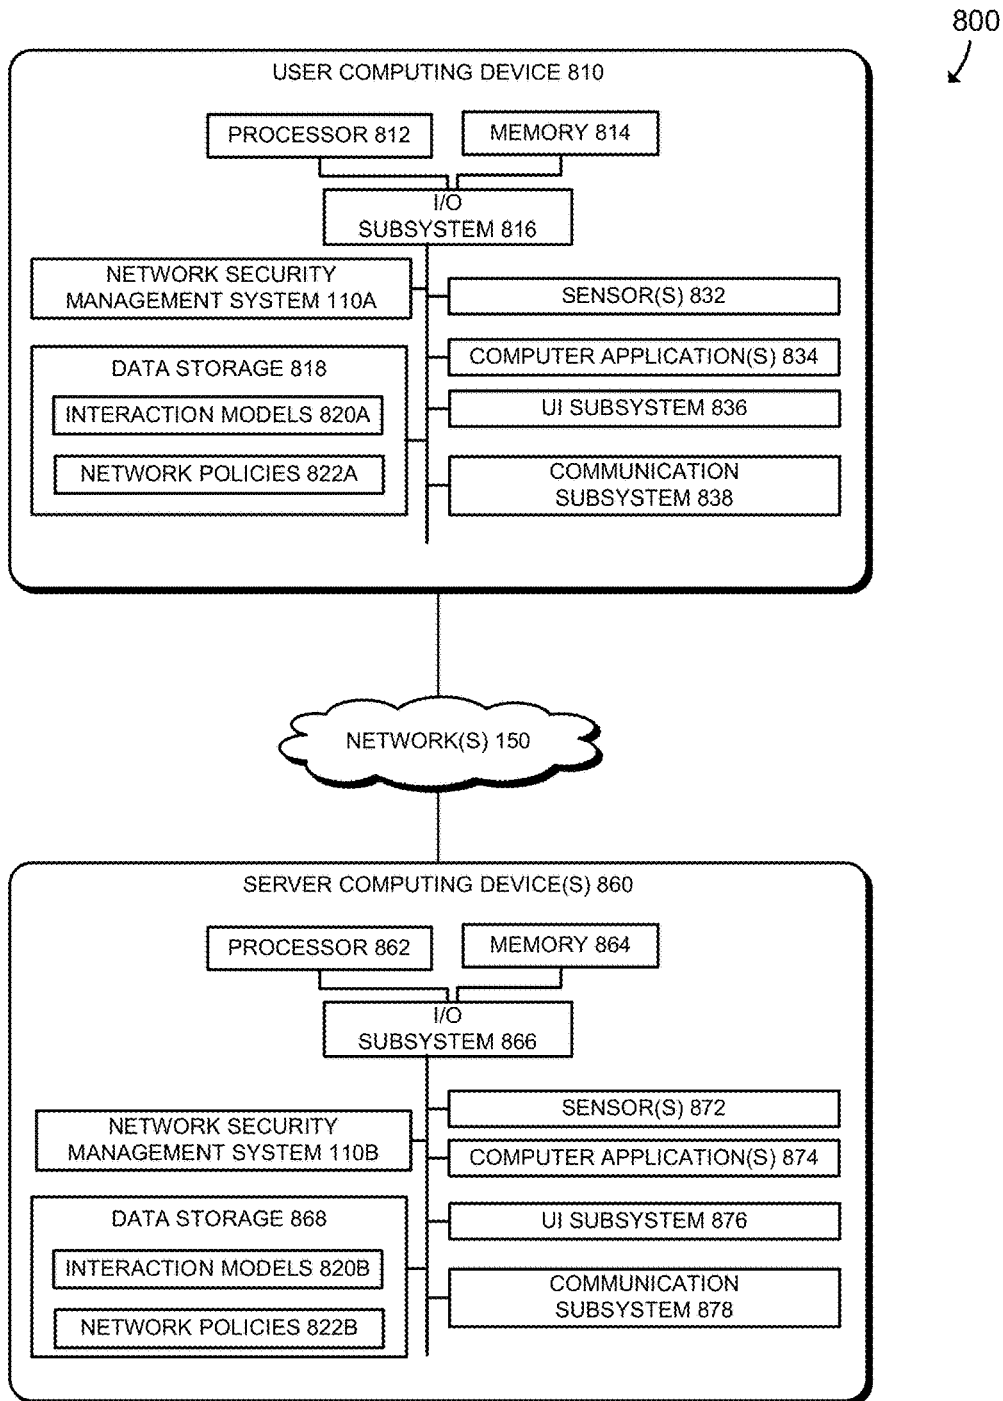 800
USER COMPUTING DEVICE 810
PROCESSOR 812
MEMORY 814
I/O
SUBSYSTEM 816
NETWORK SECURITY
MANAGEMENT SYSTEM 110A
SENSOR(S) 832
DATA STORAGE 818
COMPUTER APPLICATION(S) 834
INTERACTION MODELS 820A
UI SUBSYSTEM 836
NETWORK POLICIES 822A
COMMUNICATION
SUBSYSTEM 838
NETWORK(S) 150
SERVER COMPUTING DEVICE(S) 860
PROCESSOR 862
MEMORY 864
I/O
SUBSYSTEM 866
NETWORK SECURITY
MANAGEMENT SYSTEM 110B
SENSOR(S) 872
COMPUTER APPLICATION(S) 874
DATA STORAGE 868
UI SUBSYSTEM 876
INTERACTION MODELS 820B
NETWORK POLICIES 822B
COMMUNICATION
SUBSYSTEM 878